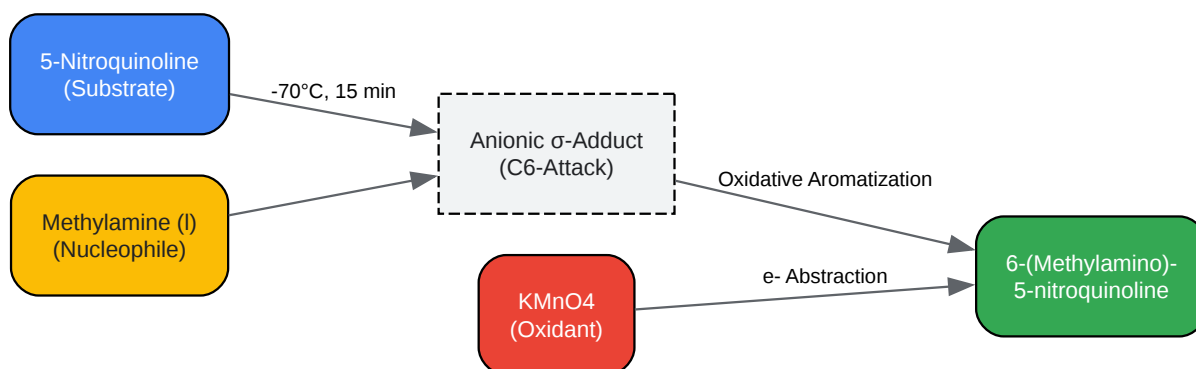 5-Nitroquinoline
(Substrate)
-70°C, 15 min
Anionic σ-Adduct
(C6-Attack)
Methylamine (l)
(Nucleophile)
Oxidative Aromatization
KMnO4
(Oxidant)
e- Abstraction
6-(Methylamino)-
5-nitroquinoline